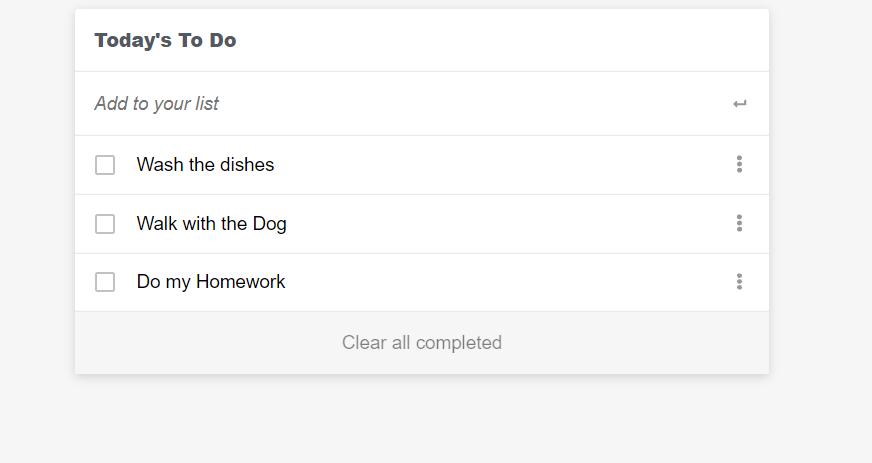 Today's To Do
Add to your list
Wash the dishes
Walk with the Dog
Do my Homework
Clear all completed